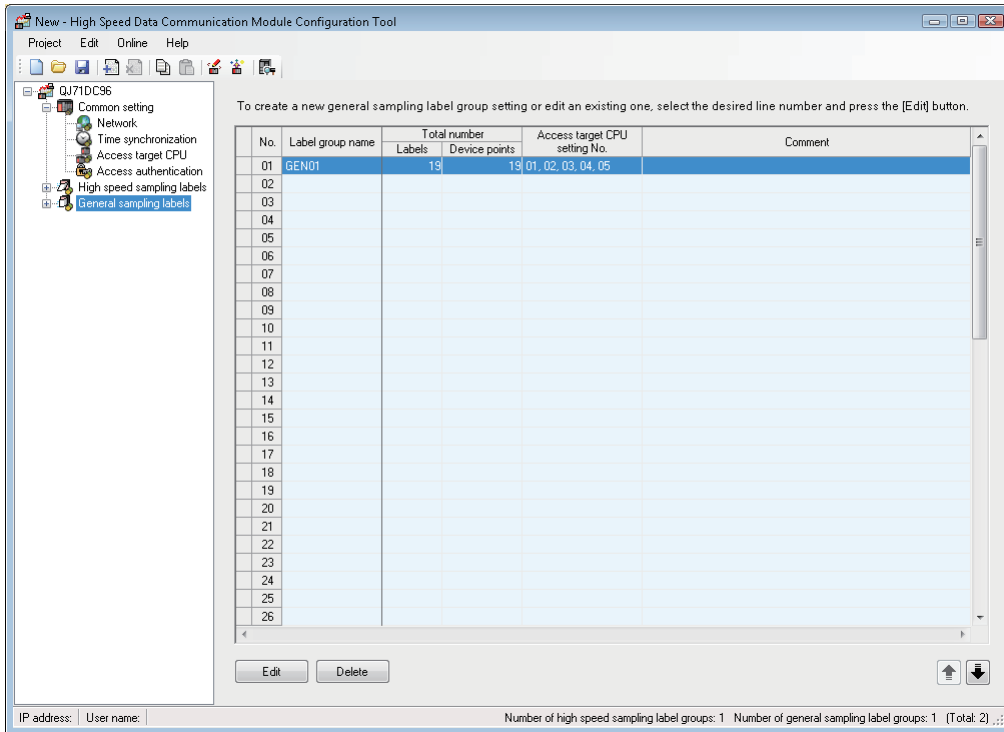 New - High Speed Data Communication Module Configuration Tool
Project Edit Online Help
QJ71DC96
Common setting
Network
Time synchronization
Access target CPU
Access authentication
High speed sampling labels
General sampling labels
To create a new general sampling label group setting or edit an existing one, select the desired line number and press the [Edit] button.
No. Label group name Total number Access target CPU setting No. Comment
Labels Device points
01 GEN01 19 19 01, 02, 03, 04, 05
02
03
04
05
06
07
08
09
10
11
12
13
14
15
16
17
18
19
20
21
22
23
24
25
26
Edit Delete
IP address: User name: Number of high speed sampling label groups: 1 Number of general sampling label groups: 1 (Total: 2)